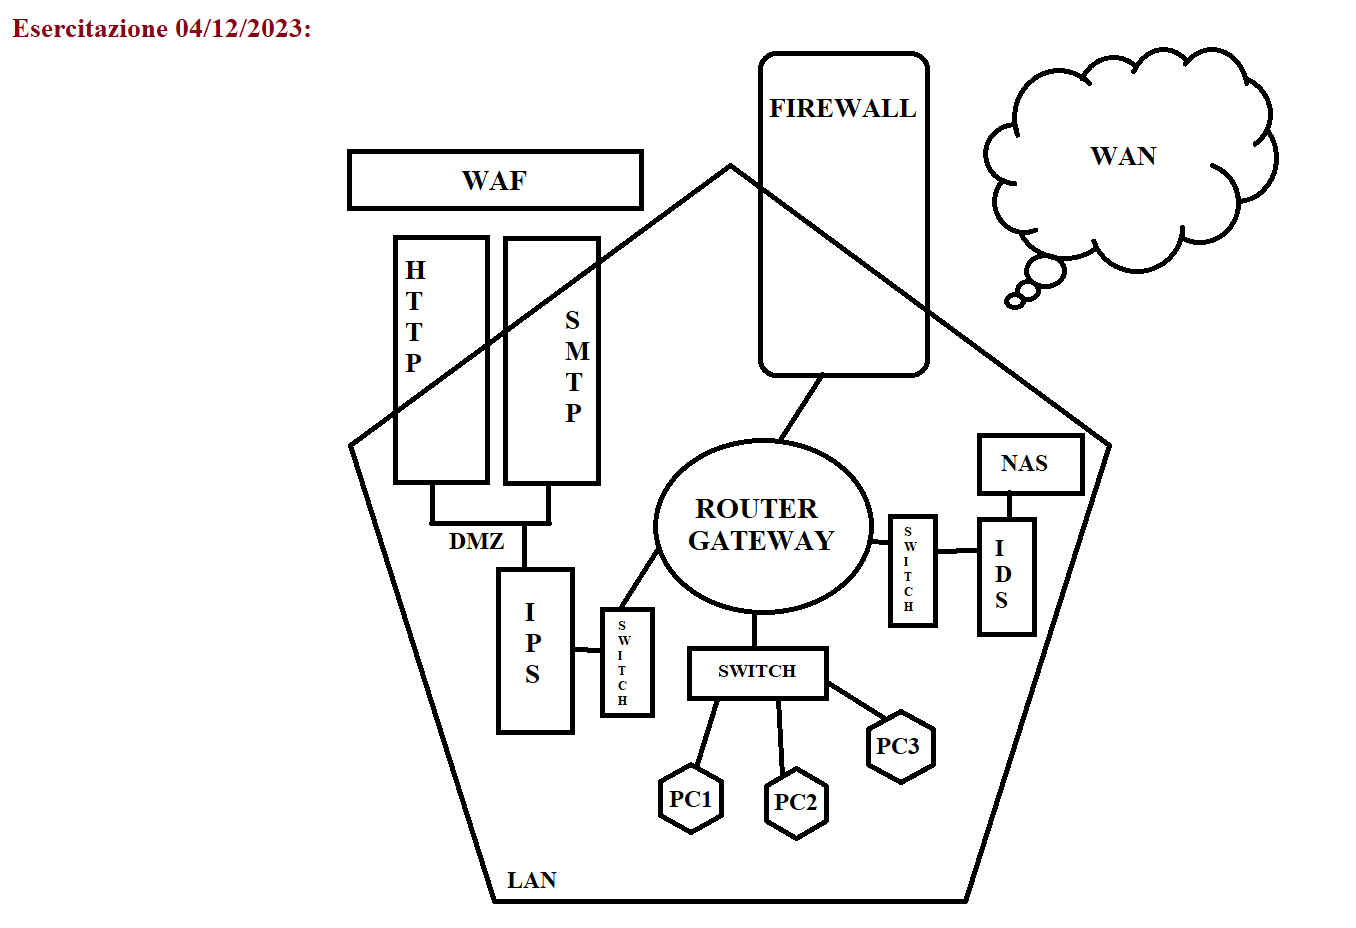 Esercitazione 04/12/2023:
FIREWALL
WAN
WAF
HTTP
SMTP
NAS
ROUTER
GATEWAY
SWITCH
IDS
DMZ
IPS
SWITCH
SWITCH
PC3
PC1
PC2
LAN